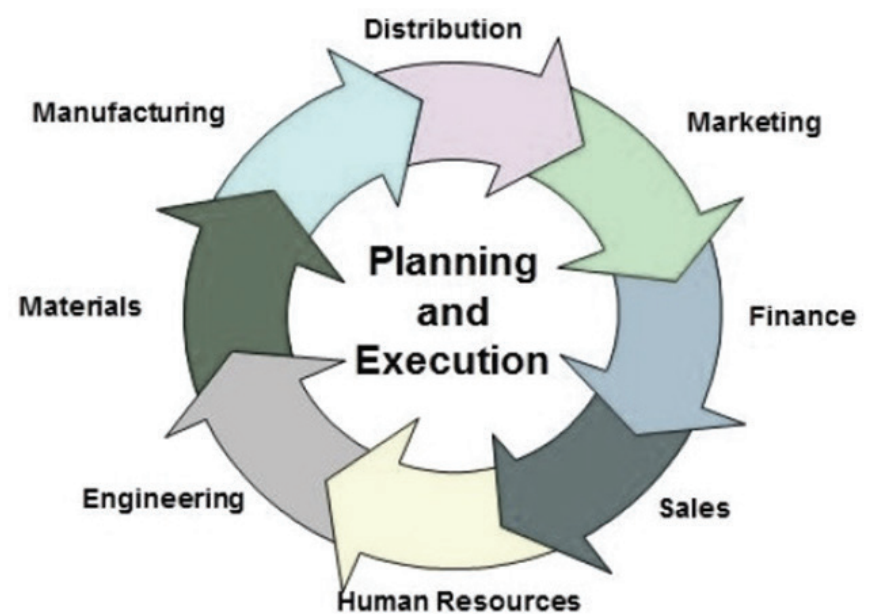 Distribution
Manufacturing
Marketing
Planning
and
Execution
Materials
Finance
Engineering
Sales
Human Resources